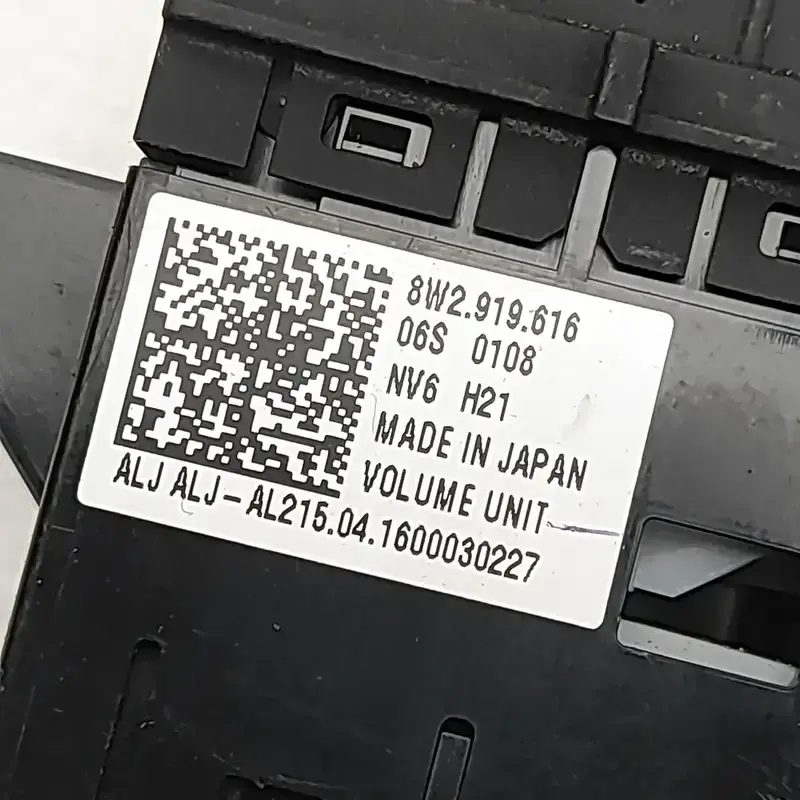 8W2.919.616
06S 0108
NV6 H21
MADE IN JAPAN
VOLUME UNIT
ALJ ALJ-AL215.04.1600030227